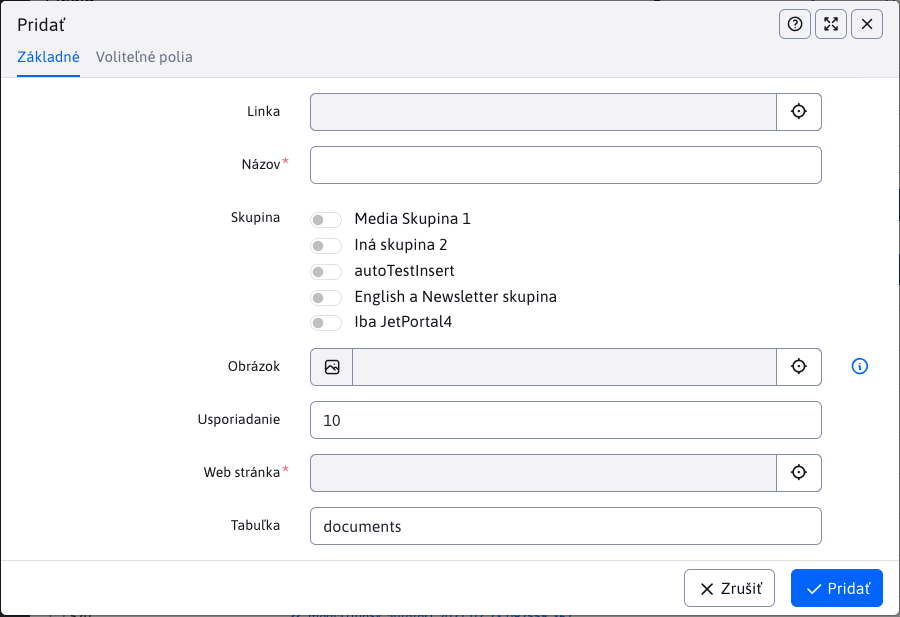 Pridať
Základné Voliteľné polia
Linka
Názov*
Skupina
Media Skupina 1
Iná skupina 2
autoTestInsert
English a Newsletter skupina
Iba JetPortal4
Obrázok
Usporiadanie 10
Web stránka*
Tabuľka documents
Zrušiť Pridať